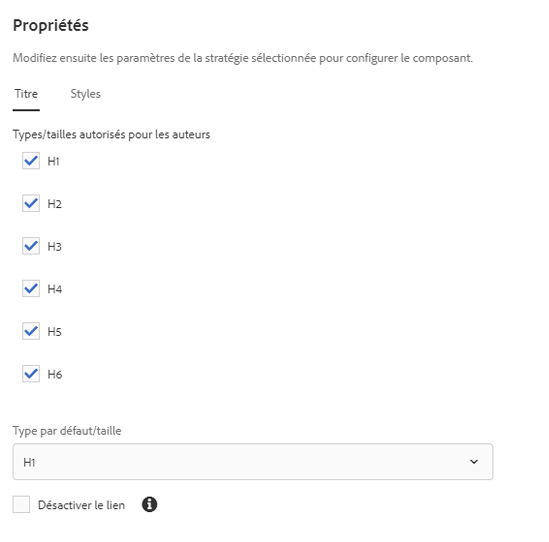 Propriétés
Modifiez ensuite les paramètres de la stratégie sélectionnée pour configurer le composant.
Titre Styles
Types/tailles autorisés pour les auteurs
H1
H2
H3
H4
H5
H6
Type par défaut/taille
H1
Désactiver le lien